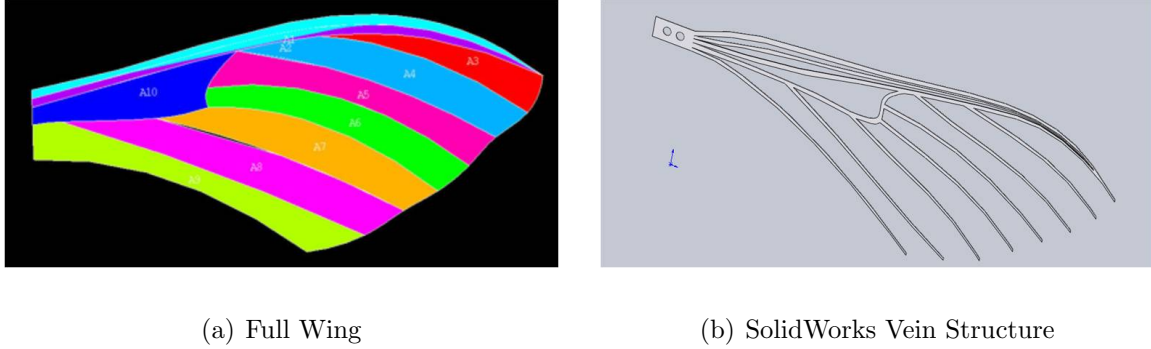 A1
A2
A3
A4
A10
A5
A6
A7
A8
A9
(a) Full Wing
(b) SolidWorks Vein Structure